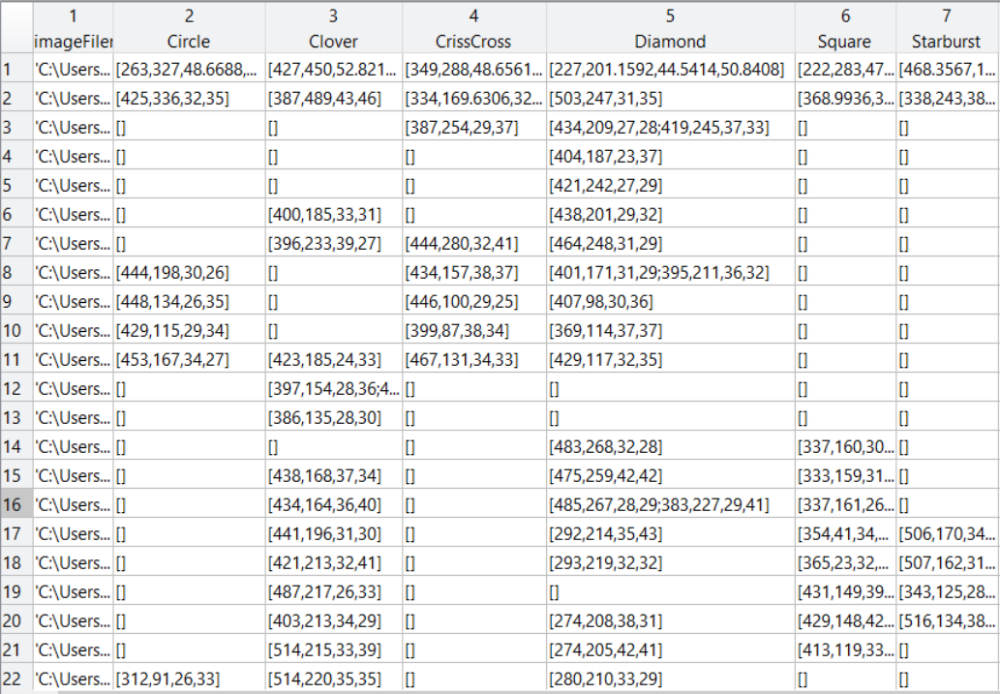 1 2 3 4 5 6 7
imageFiler Circle Clover CrissCross Diamond Square Starburst
1 'C:\Users... [263,327,48.6688,... [427,450,52.821... [349,288,48.6561... [227,201.1592,44.5414,50.8408] [222,283,47... [468.3567,1...
2 'C:\Users... [425,336,32,35] [387,489,43,46] [334,169.6306,32... [503,247,31,35] [368.9936,3... [338,243,38...
3 'C:\Users... [] [] [387,254,29,37] [434,209,27,28;419,245,37,33] [] []
4 'C:\Users... [] [] [] [404,187,23,37] [] []
5 'C:\Users... [] [] [] [421,242,27,29] [] []
6 'C:\Users... [] [400,185,33,31] [] [438,201,29,32] [] []
7 'C:\Users... [] [396,233,39,27] [444,280,32,41] [464,248,31,29] [] []
8 'C:\Users... [444,198,30,26] [] [434,157,38,37] [401,171,31,29;395,211,36,32] [] []
9 'C:\Users... [448,134,26,35] [] [446,100,29,25] [407,98,30,36] [] []
10 'C:\Users... [429,115,29,34] [] [399,87,38,34] [369,114,37,37] [] []
11 'C:\Users... [453,167,34,27] [423,185,24,33] [467,131,34,33] [429,117,32,35] [] []
12 'C:\Users... [] [397,154,28,36;4... [] [] [] []
13 'C:\Users... [] [386,135,28,30] [] [] [] []
14 'C:\Users... [] [] [] [483,268,32,28] [337,160,30... []
15 'C:\Users... [] [438,168,37,34] [] [475,259,42,42] [333,159,31... []
16 'C:\Users... [] [434,164,36,40] [] [485,267,28,29;383,227,29,41] [337,161,26... []
17 'C:\Users... [] [441,196,31,30] [] [292,214,35,43] [354,41,34,... [506,170,34...
18 'C:\Users... [] [421,213,32,41] [] [293,219,32,32] [365,23,32,... [507,162,31...
19 'C:\Users... [] [487,217,26,33] [] [] [431,149,39... [343,125,28...
20 'C:\Users... [] [403,213,34,29] [] [274,208,38,31] [429,148,42... [516,134,38...
21 'C:\Users... [] [514,215,33,39] [] [274,205,42,41] [413,119,33... []
22 'C:\Users... [312,91,26,33] [514,220,35,35] [] [280,210,33,29] [] []